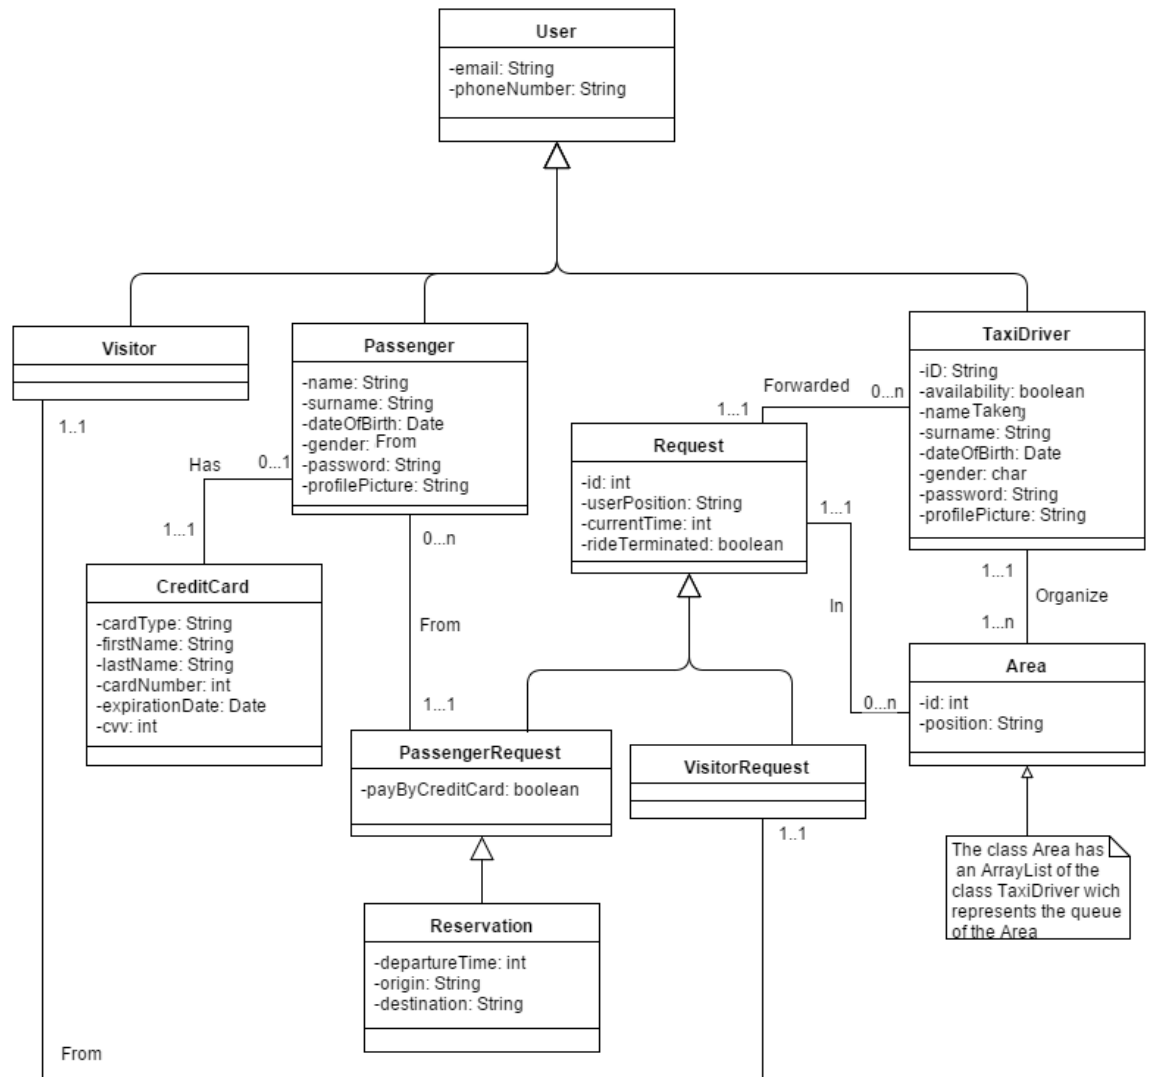 User
-email: String
-phoneNumber: String
Visitor
1..1
Passenger
-name: String
-surname: String
-dateOfBirth: Date
-gender: From
-password: String
-profilePicture: String
TaxiDriver
-iD: String
-availability: boolean
-name Taken
-surname: String
-dateOfBirth: Date
-gender: char
-password: String
-profilePicture: String
Forwarded
0...n
1...1
Has
0...1
1...1
Request
-id: int
-userPosition: String
-currentTime: int
-rideTerminated: boolean
1...1
In
0...n
0...n
From
1...1
1...1
Organize
1...n
CreditCard
-cardType: String
-firstName: String
-lastName: String
-cardNumber: int
-expirationDate: Date
-cvv: int
Area
-id: int
-position: String
PassengerRequest
-payByCreditCard: boolean
VisitorRequest
1..1
The class Area has
an ArrayList of the
class TaxiDriver wich
represents the queue
of the Area
Reservation
-departureTime: int
-origin: String
-destination: String
From